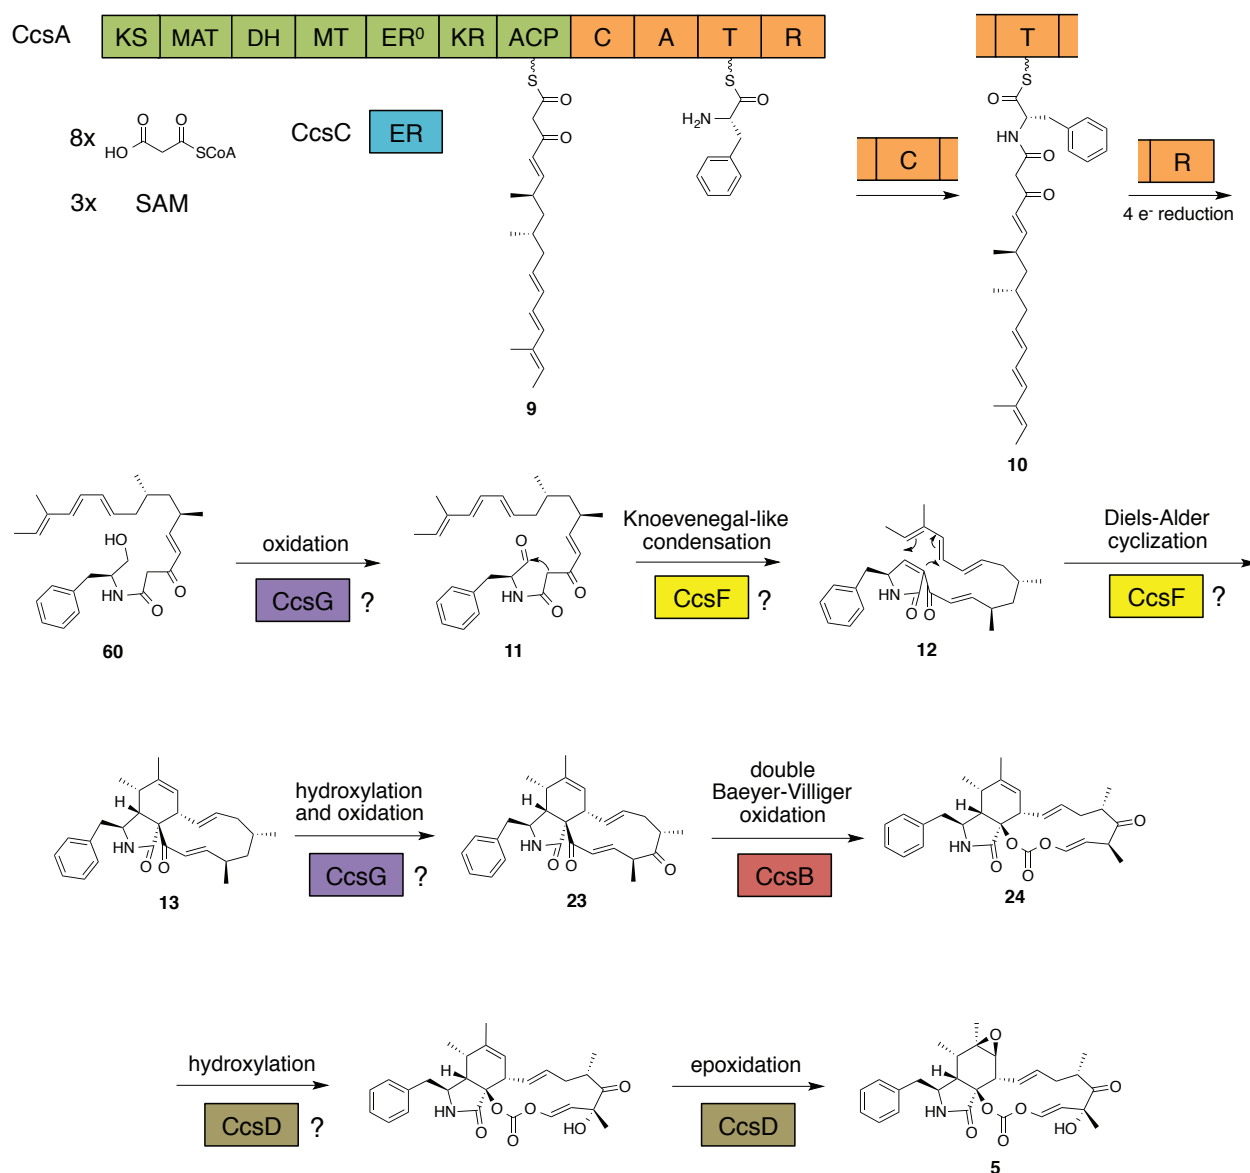 CcsA KS MAT DH MT ER⁰ KR ACP C A T R T
S S S
O O O
O H₂N O
8x O O HO SCoA CcsC ER
3x SAM
C
HN O
O
R
4 e⁻ reduction
9
10
HO
HN O O
60
oxidation
CcsG ?
O
HN O O
11
Knoevenegal-like
condensation
CcsF ?
HN O O
12
Diels-Alder
cyclization
CcsF ?
H
HN O O
13
hydroxylation
and oxidation
CcsG ?
H
HN O O O
23
double
Baeyer-Villiger
oxidation
CcsB
H O
HN O O O O
24
hydroxylation
CcsD ?
H O
HN O O O O HO
epoxidation
CcsD
O
H O
HN O O O O HO
5